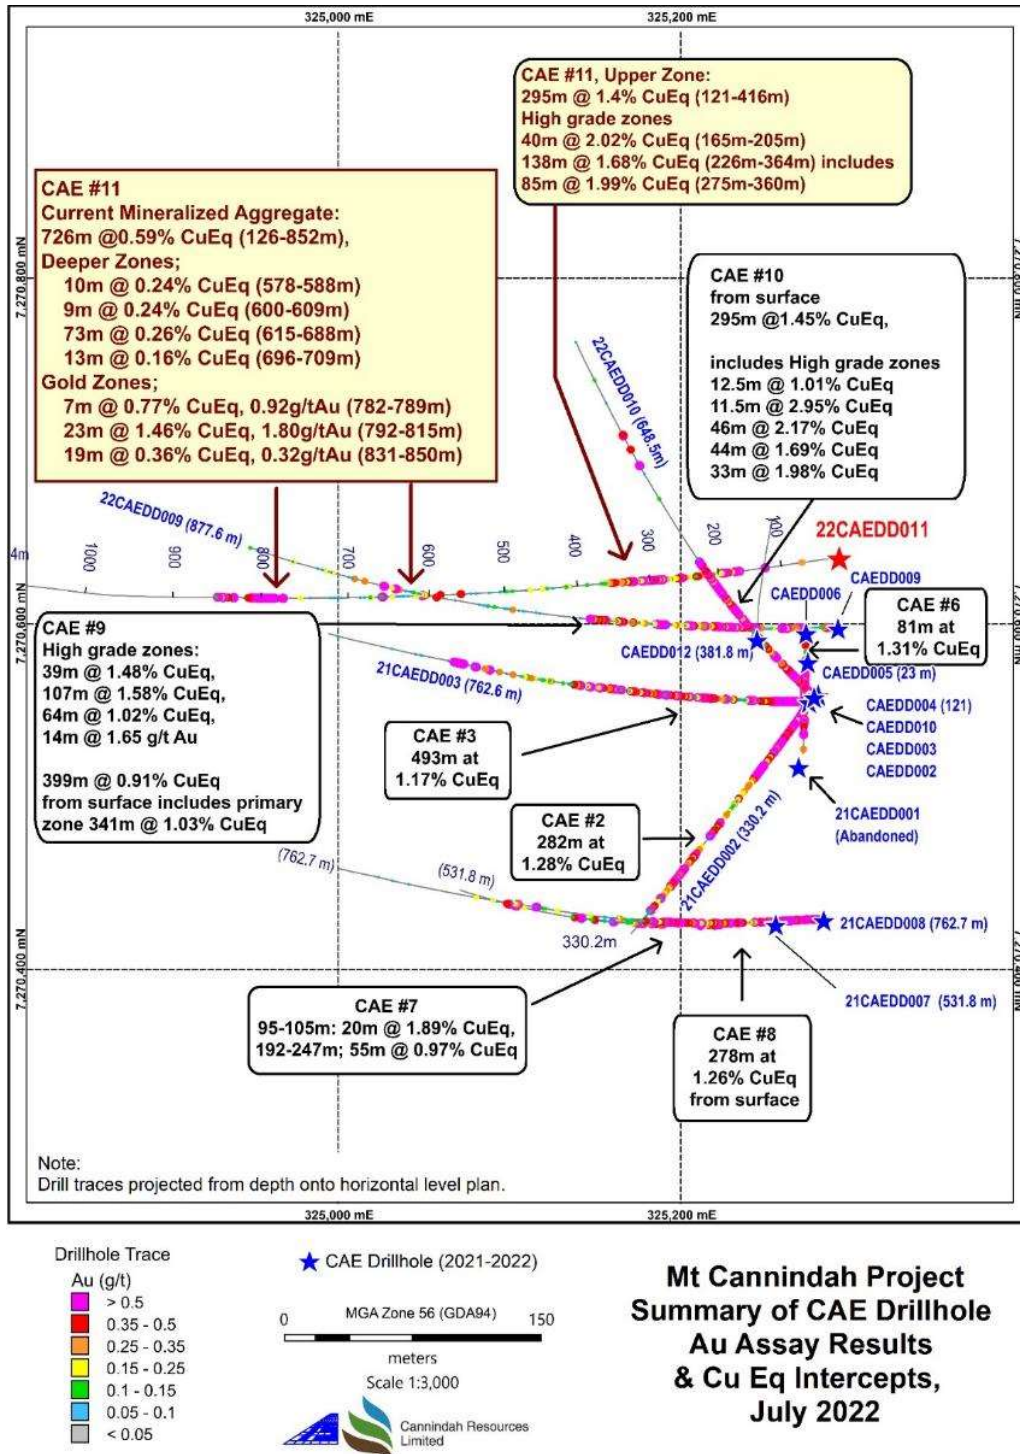 325,000 mE
325,200 mE
CAE #11, Upper Zone:
295m @ 1.4% CuEq (121-416m)
High grade zones
40m @ 2.02% CuEq (165m-205m)
138m @ 1.68% CuEq (226m-364m) includes
85m @ 1.99% CuEq (275m-360m)
CAE #11
Current Mineralized Aggregate:
726m @0.59% CuEq (126-852m),
Deeper Zones;
10m @ 0.24% CuEq (578-588m)
9m @ 0.24% CuEq (600-609m)
73m @ 0.26% CuEq (615-688m)
13m @ 0.16% CuEq (696-709m)
Gold Zones;
7m @ 0.77% CuEq, 0.92g/tAu (782-789m)
23m @ 1.46% CuEq, 1.80g/tAu (792-815m)
19m @ 0.36% CuEq, 0.32g/tAu (831-850m)
7,270,800 mN
CAE #10
from surface
295m @1.45% CuEq,
includes High grade zones
12.5m @ 1.01% CuEq
11.5m @ 2.95% CuEq
46m @ 2.17% CuEq
44m @ 1.69% CuEq
33m @ 1.98% CuEq
22CAEDD010 (648.5m)
22CAEDD009 (877.6 m)
22CAEDD011
4m
1000
900
800
700
600
500
400
300
200
100
CAEDD009
CAEDD006
CAE #6
81m at
1.31% CuEq
7,270,600 mN
CAEDD012 (381.8 m)
CAEDD005 (23 m)
CAEDD004 (121)
CAEDD010
CAEDD003
CAEDD002
CAE #9
High grade zones:
39m @ 1.48% CuEq,
107m @ 1.58% CuEq,
64m @ 1.02% CuEq,
14m @ 1.65 g/t Au
399m @ 0.91% CuEq
from surface includes primary
zone 341m @ 1.03% CuEq
21CAEDD003 (762.6 m)
CAE #3
493m at
1.17% CuEq
21CAEDD001
(Abandoned)
CAE #2
282m at
1.28% CuEq
21CAEDD002 (330.2 m)
(762.7 m)
(531.8 m)
330.2m
21CAEDD008 (762.7 m)
7,270,400 mN
21CAEDD007 (531.8 m)
CAE #7
95-105m: 20m @ 1.89% CuEq,
192-247m; 55m @ 0.97% CuEq
CAE #8
278m at
1.26% CuEq
from surface
Note:
Drill traces projected from depth onto horizontal level plan.
325,000 mE
325,200 mE
Drillhole Trace
Au (g/t)
> 0.5
0.35 - 0.5
0.25 - 0.35
0.15 - 0.25
0.1 - 0.15
0.05 - 0.1
< 0.05
CAE Drillhole (2021-2022)
0 MGA Zone 56 (GDA94) 150
meters
Scale 1:3,000
Cannindah Resources
Limited
Mt Cannindah Project
Summary of CAE Drillhole
Au Assay Results
& Cu Eq Intercepts,
July 2022